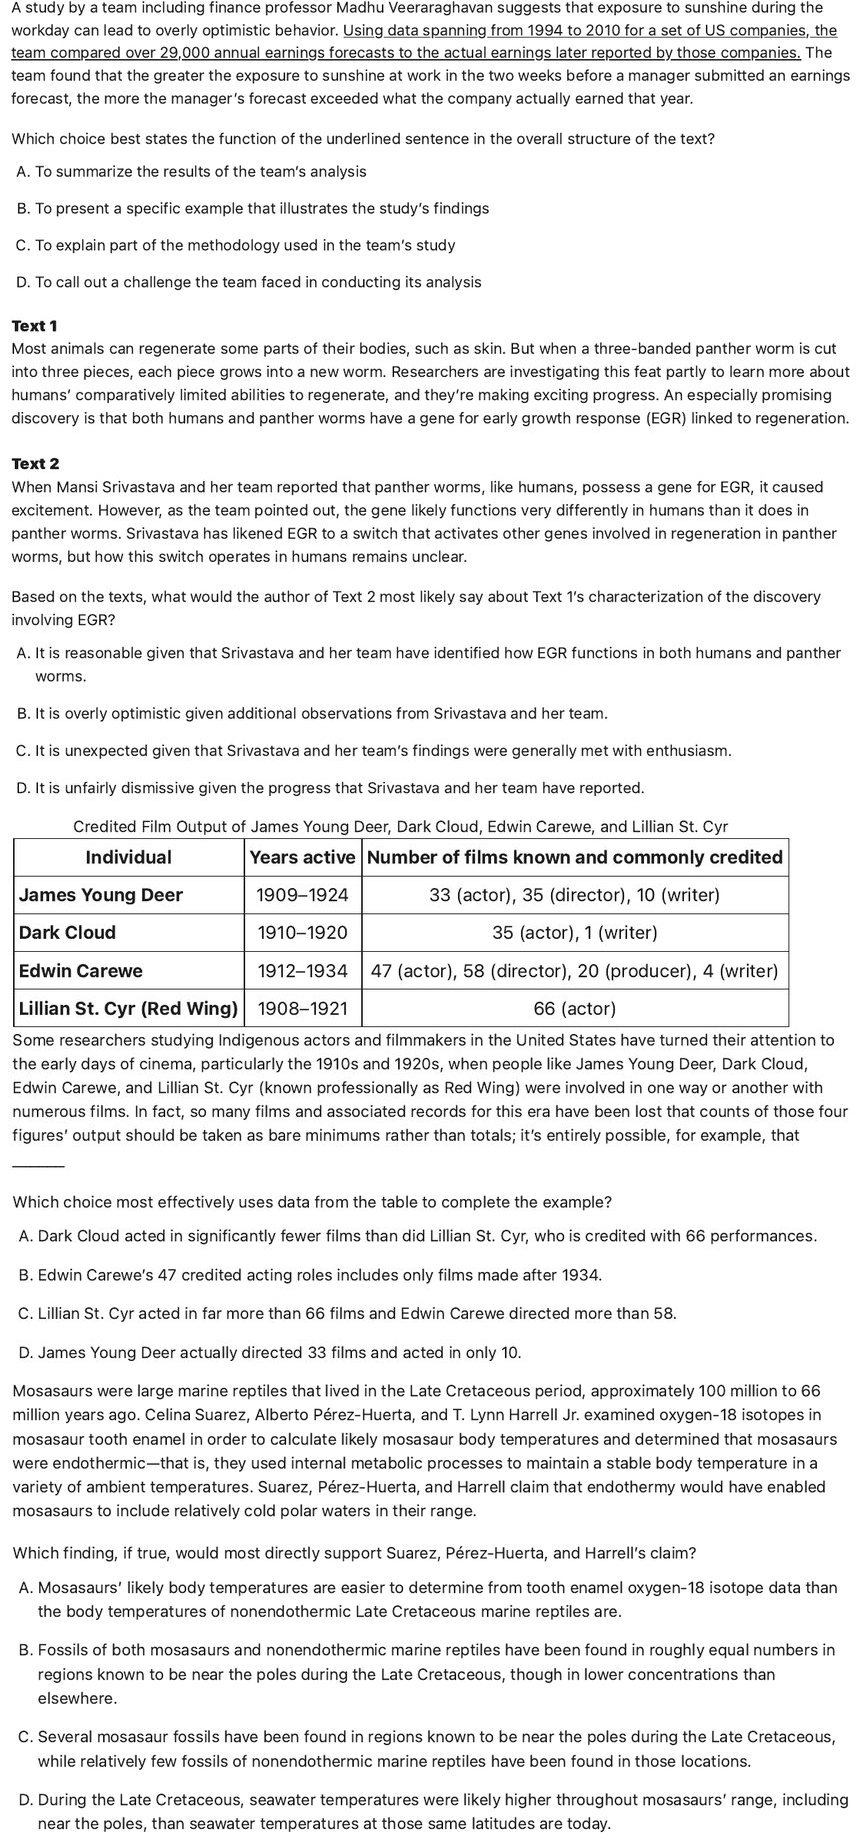 A study by a team including finance professor Madhu Veeraraghavan suggests that exposure to sunshine during the
workday can lead to overly optimistic behavior. Using data spanning from 1994 to 2010 for a set of US companies, the
team compared over 29,000 annual earnings forecasts to the actual earnings later reported by those companies. The
team found that the greater the exposure to sunshine at work in the two weeks before a manager submitted an earnings
forecast, the more the manager's forecast exceeded what the company actually earned that year.
Which choice best states the function of the underlined sentence in the overall structure of the text?
A. To summarize the results of the team's analysis
B. To present a specific example that illustrates the study's findings
C. To explain part of the methodology used in the team's study
D. To call out a challenge the team faced in conducting its analysis
Text 1
Most animals can regenerate some parts of their bodies, such as skin. But when a three-banded panther worm is cut
into three pieces, each piece grows into a new worm. Researchers are investigating this feat partly to learn more about
humans' comparatively limited abilities to regenerate, and they're making exciting progress. An especially promising
discovery is that both humans and panther worms have a gene for early growth response (EGR) linked to regeneration.
Text 2
When Mansi Srivastava and her team reported that panther worms, like humans, possess a gene for EGR, it caused
excitement. However, as the team pointed out, the gene likely functions very differently in humans than it does in
panther worms. Srivastava has likened EGR to a switch that activates other genes involved in regeneration in panther
worms, but how this switch operates in humans remains unclear.
Based on the texts, what would the author of Text 2 most likely say about Text 1's characterization of the discovery
involving EGR?
A. It is reasonable given that Srivastava and her team have identified how EGR functions in both humans and panther
worms.
B. It is overly optimistic given additional observations from Srivastava and her team.
C. It is unexpected given that Srivastava and her team's findings were generally met with enthusiasm.
D. It is unfairly dismissive given the progress that Srivastava and her team have reported.
Credited Film Output of James Young Deer, Dark Cloud, Edwin Carewe, and Lillian St. Cyr
Individual Years active Number of films known and commonly credited
James Young Deer 1909–1924 33 (actor), 35 (director), 10 (writer)
Dark Cloud 1910–1920 35 (actor), 1 (writer)
Edwin Carewe 1912–1934 47 (actor), 58 (director), 20 (producer), 4 (writer)
Lillian St. Cyr (Red Wing) 1908–1921 66 (actor)
Some researchers studying Indigenous actors and filmmakers in the United States have turned their attention to
the early days of cinema, particularly the 1910s and 1920s, when people like James Young Deer, Dark Cloud,
Edwin Carewe, and Lillian St. Cyr (known professionally as Red Wing) were involved in one way or another with
numerous films. In fact, so many films and associated records for this era have been lost that counts of those four
figures' output should be taken as bare minimums rather than totals; it's entirely possible, for example, that
______
Which choice most effectively uses data from the table to complete the example?
A. Dark Cloud acted in significantly fewer films than did Lillian St. Cyr, who is credited with 66 performances.
B. Edwin Carewe's 47 credited acting roles includes only films made after 1934.
C. Lillian St. Cyr acted in far more than 66 films and Edwin Carewe directed more than 58.
D. James Young Deer actually directed 33 films and acted in only 10.
Mosasaurs were large marine reptiles that lived in the Late Cretaceous period, approximately 100 million to 66
million years ago. Celina Suarez, Alberto Pérez-Huerta, and T. Lynn Harrell Jr. examined oxygen-18 isotopes in
mosasaur tooth enamel in order to calculate likely mosasaur body temperatures and determined that mosasaurs
were endothermic—that is, they used internal metabolic processes to maintain a stable body temperature in a
variety of ambient temperatures. Suarez, Pérez-Huerta, and Harrell claim that endothermy would have enabled
mosasaurs to include relatively cold polar waters in their range.
Which finding, if true, would most directly support Suarez, Pérez-Huerta, and Harrell's claim?
A. Mosasaurs' likely body temperatures are easier to determine from tooth enamel oxygen-18 isotope data than
the body temperatures of nonendothermic Late Cretaceous marine reptiles are.
B. Fossils of both mosasaurs and nonendothermic marine reptiles have been found in roughly equal numbers in
regions known to be near the poles during the Late Cretaceous, though in lower concentrations than
elsewhere.
C. Several mosasaur fossils have been found in regions known to be near the poles during the Late Cretaceous,
while relatively few fossils of nonendothermic marine reptiles have been found in those locations.
D. During the Late Cretaceous, seawater temperatures were likely higher throughout mosasaurs' range, including
near the poles, than seawater temperatures at those same latitudes are today.